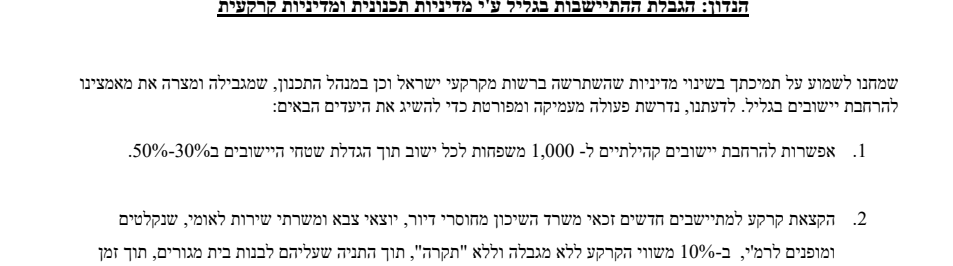 הנדון: הגבלת ההתיישבות בגליל ע'י מדיניות תכנונית ומדיניות קרקעית
שמחנו לשמוע על תמיכתך בשינוי מדיניות שהשתרשה ברשות מקרקעי ישראל וכן במנהל התכנון, שמגבילה ומצרה את מאמצינו
להרחבת יישובים בגליל. לדעתנו, נדרשת פעולה מעמיקה ומפורטת כדי להשיג את היעדים הבאים:
1. אפשרות להרחבת יישובים קהילתיים ל- 1,000 משפחות לכל ישוב תוך הגדלת שטחי היישובים ב30%-50%.
2. הקצאת קרקע למתיישבים חדשים זכאי משרד השיכון מחוסרי דיור, יוצאי צבא ומשרתי שירות לאומי, שנקלטים
ומופנים לרמ'י, ב-10% משווי הקרקע ללא מגבלה וללא "תקרה", תוך התניה שעליהם לבנות בית מגורים, תוך זמן